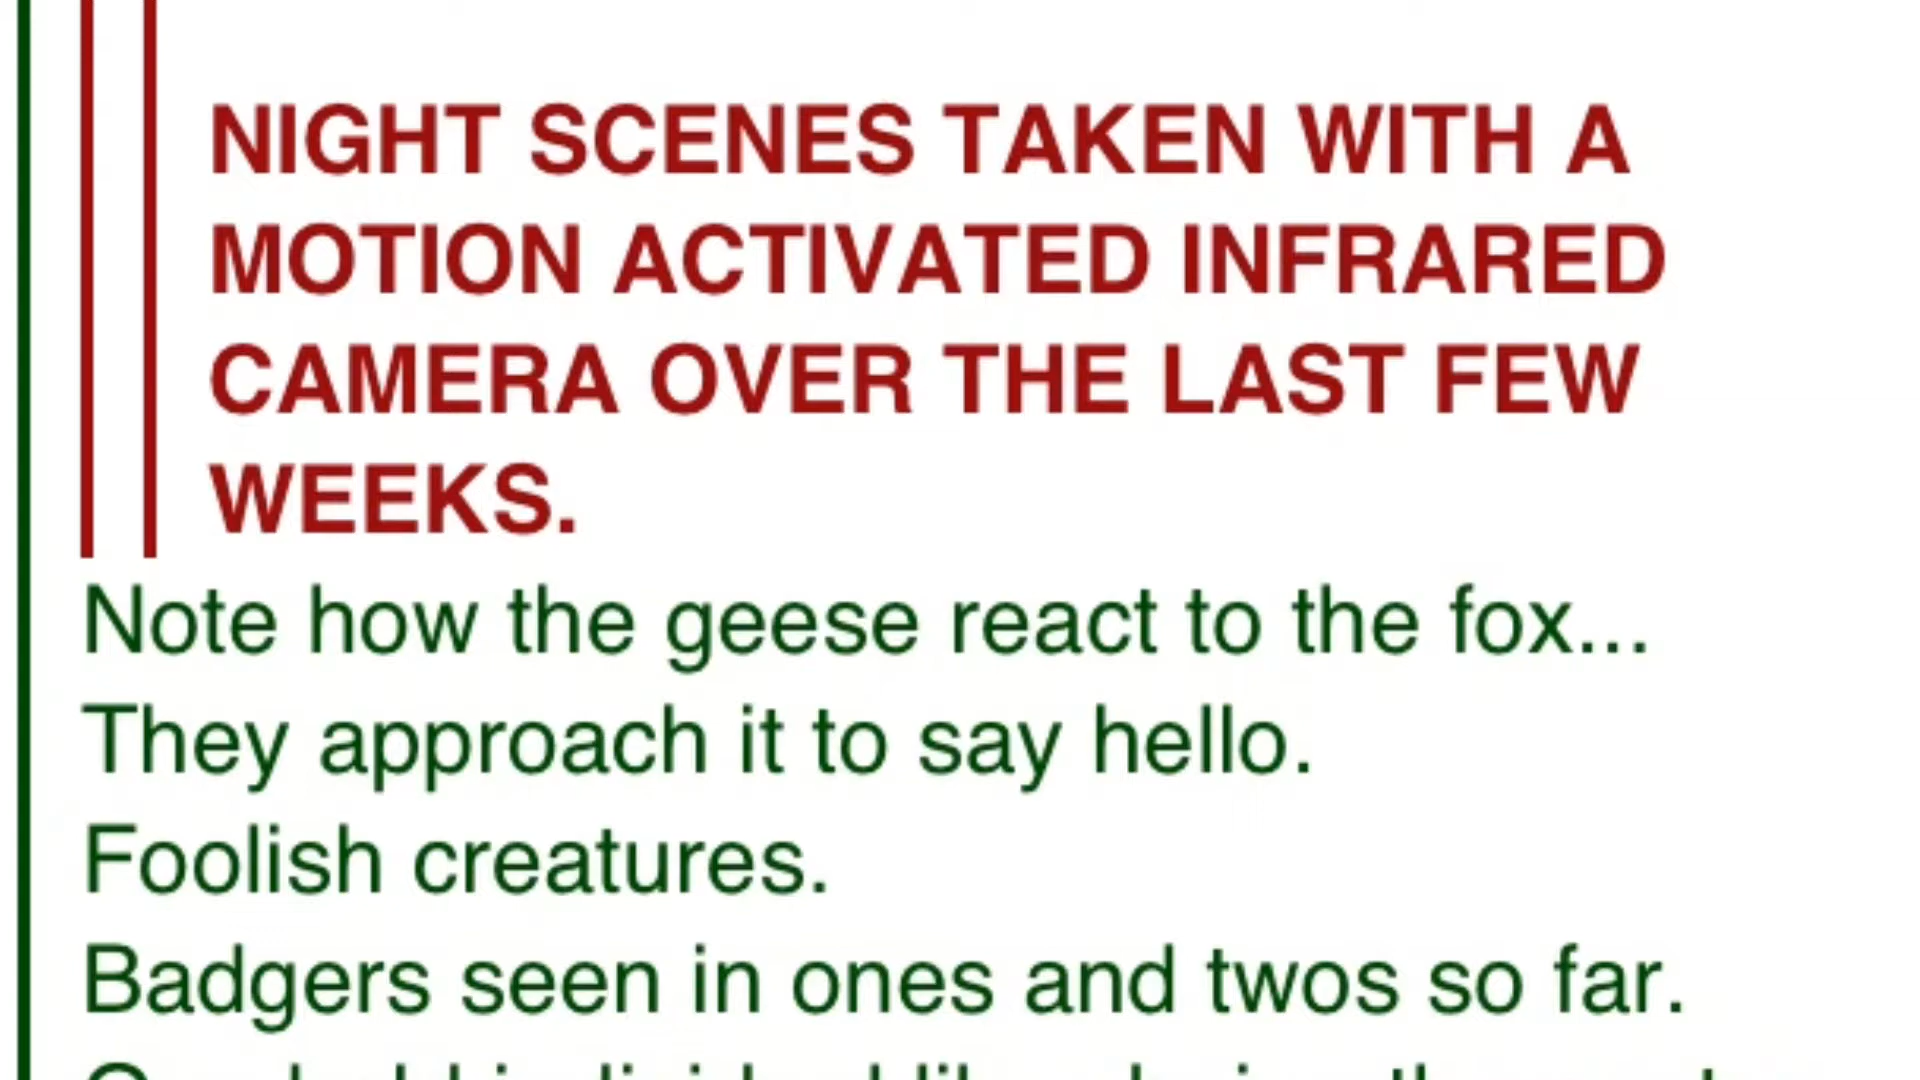 NIGHT SCENES TAKEN WITH A
MOTION ACTIVATED INFRARED
CAMERA OVER THE LAST FEW
WEEKS.
Note how the geese react to the fox...
They approach it to say hello.
Foolish creatures.
Badgers seen in ones and twos so far.